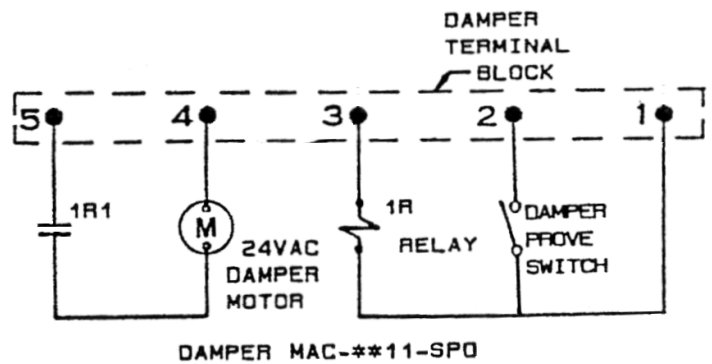 DAMPER
TERMINAL
BLOCK
5 4 3 2 1
1R1
M
24VAC
DAMPER
MOTOR
1R
RELAY
DAMPER
PROVE
SWITCH
DAMPER MAC-**11-SPO